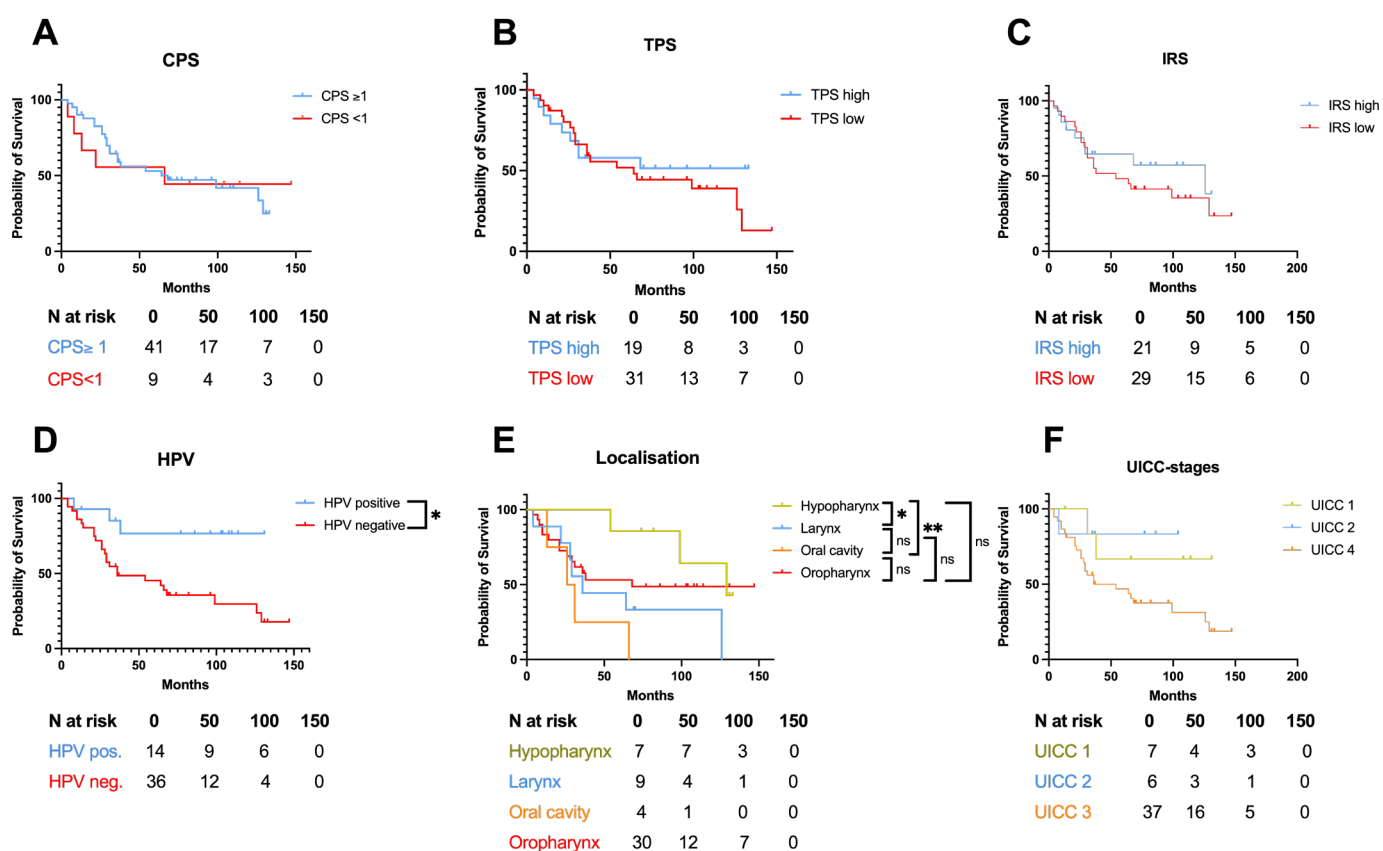 A
CPS
Probability of Survival
100
50
0
0 50 100 150
Months
CPS ≥1
CPS <1
N at risk 0 50 100 150
CPS≥ 1 41 17 7 0
CPS<1 9 4 3 0
B
TPS
Probability of Survival
100
50
0
0 50 100 150
Months
TPS high
TPS low
N at risk 0 50 100 150
TPS high 19 8 3 0
TPS low 31 13 7 0
C
IRS
Probability of Survival
100
50
0
0 50 100 150 200
Months
IRS high
IRS low
N at risk 0 50 100 150
IRS high 21 9 5 0
IRS low 29 15 6 0
D
HPV
Probability of Survival
100
50
0
0 50 100 150
Months
HPV positive
HPV negative
*
N at risk 0 50 100 150
HPV pos. 14 9 6 0
HPV neg. 36 12 4 0
E
Localisation
Probability of Survival
100
50
0
0 50 100 150
Months
Hypopharynx
Larynx
Oral cavity
Oropharynx
*
ns
ns
**
ns
ns
N at risk 0 50 100 150
Hypopharynx 7 7 3 0
Larynx 9 4 1 0
Oral cavity 4 1 0 0
Oropharynx 30 12 7 0
F
UICC-stages
Probability of Survival
100
50
0
0 50 100 150 200
Months
UICC 1
UICC 2
UICC 4
N at risk 0 50 100 150
UICC 1 7 4 3 0
UICC 2 6 3 1 0
UICC 3 37 16 5 0